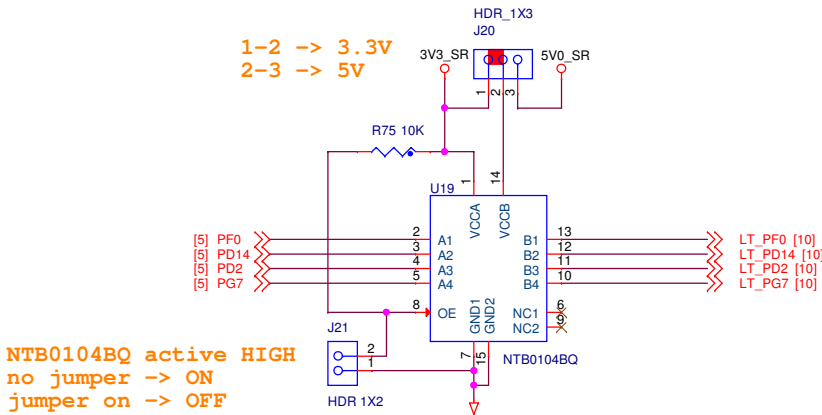 HDR_1X3
J20
1-2 -> 3.3V
2-3 -> 5V
3V3_SR
5V0_SR
1
2
3
R75 10K
1
14
U19
VCCA
VCCB
[5] PF0
2
A1
B1
13
LT_PF0 [10]
[5] PD14
3
A2
B2
12
LT_PD14 [10]
[5] PD2
4
A3
B3
11
LT_PD2 [10]
[5] PG7
5
A4
B4
10
LT_PG7 [10]
8
OE
GND1
GND2
NC1
6
NC2
9
J21
2
1
7
15
NTB0104BQ
HDR 1X2
NTB0104BQ active HIGH
no jumper -> ON
jumper on -> OFF